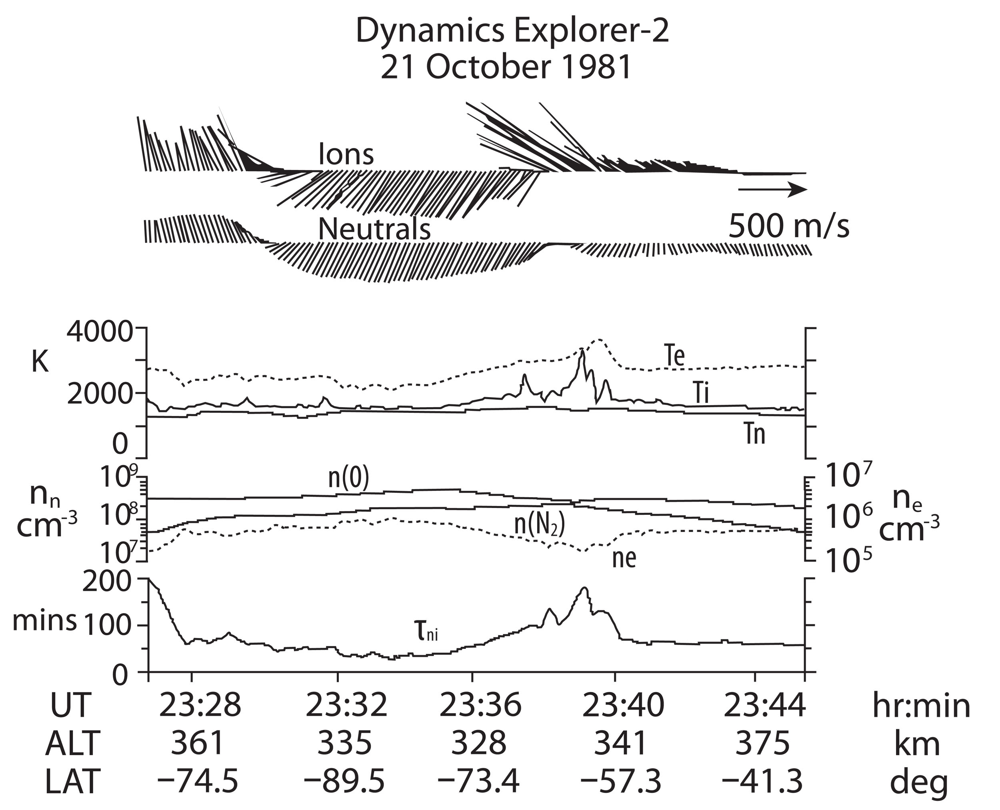 Dynamics Explorer-2
21 October 1981
Ions
Neutrals
500 m/s
4000
K
Te
2000
Ti
Tn
0
10⁹
n(0)
10⁷
nₙ
nₑ
10⁸
10⁶
cm⁻³
n(N₂)
cm⁻³
10⁷
ne
10⁵
200
mins 100
τₙᵢ
0
UT 23:28 23:32 23:36 23:40 23:44 hr:min
ALT 361 335 328 341 375 km
LAT −74.5 −89.5 −73.4 −57.3 −41.3 deg